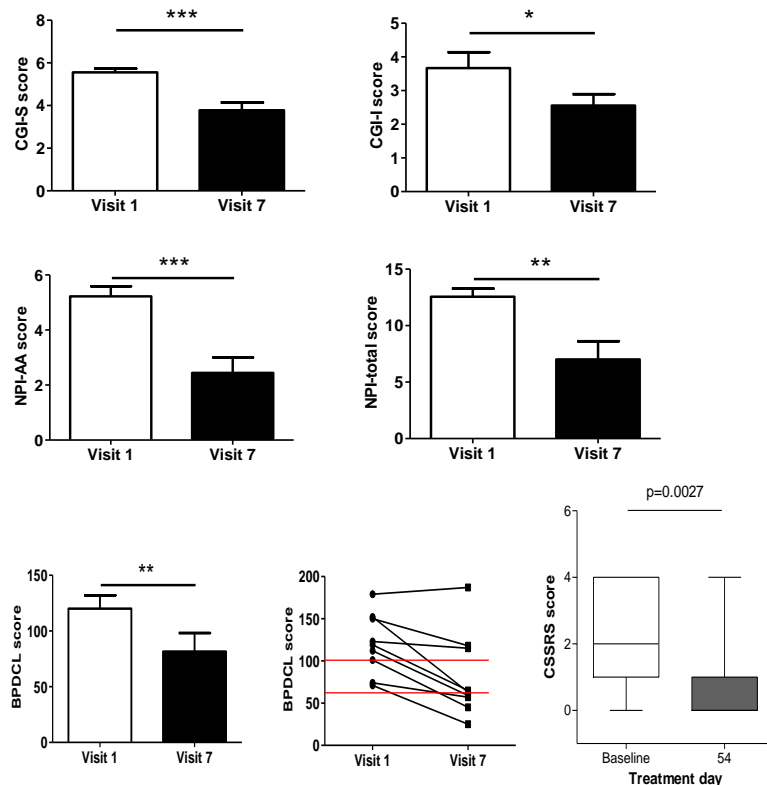 ***
CGI-S score
8
6
4
2
0
Visit 1 Visit 7
*
CGI-I score
5
4
3
2
1
0
Visit 1 Visit 7
***
NPI-AA score
6
4
2
0
Visit 1 Visit 7
**
NPI-total score
15
10
5
0
Visit 1 Visit 7
**
BPDCL score
150
100
50
0
Visit 1 Visit 7
BPDCL score
200
150
100
50
0
Visit 1 Visit 7
p=0.0027
CSSRS score
6
4
2
0
Baseline 54
Treatment day